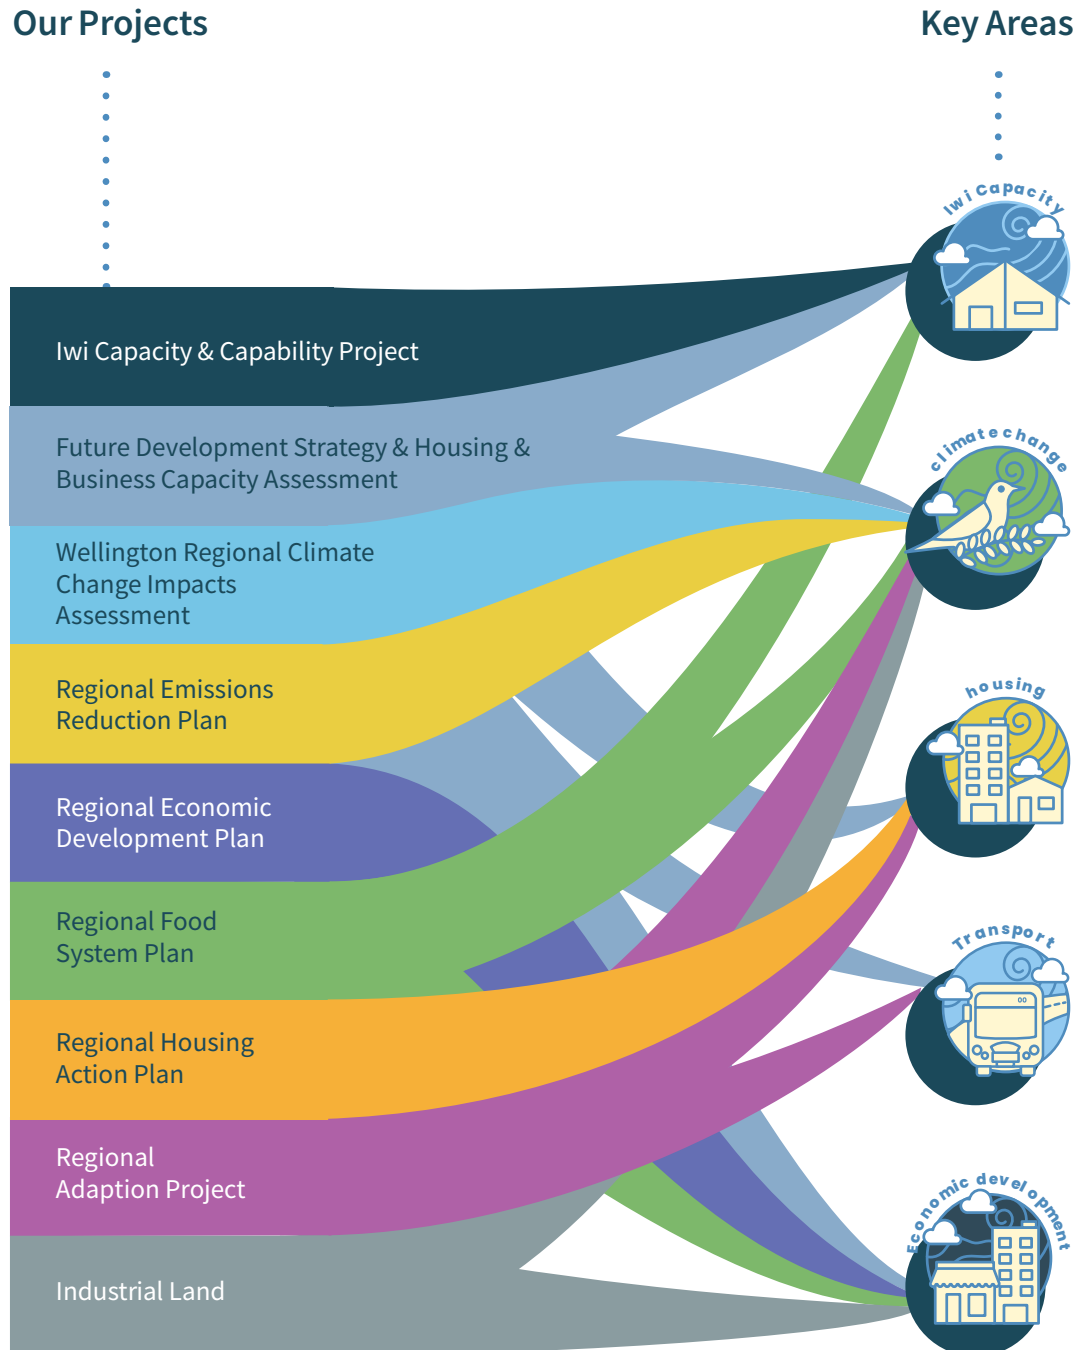 Our Projects
Key Areas
Iwi Capacity
Iwi Capacity & Capability Project
Future Development Strategy & Housing &
Business Capacity Assessment
climate change
Wellington Regional Climate
Change Impacts
Assessment
Regional Emissions
Reduction Plan
housing
Regional Economic
Development Plan
Regional Food
System Plan
Transport
Regional Housing
Action Plan
Regional
Adaption Project
Economic development
Industrial Land